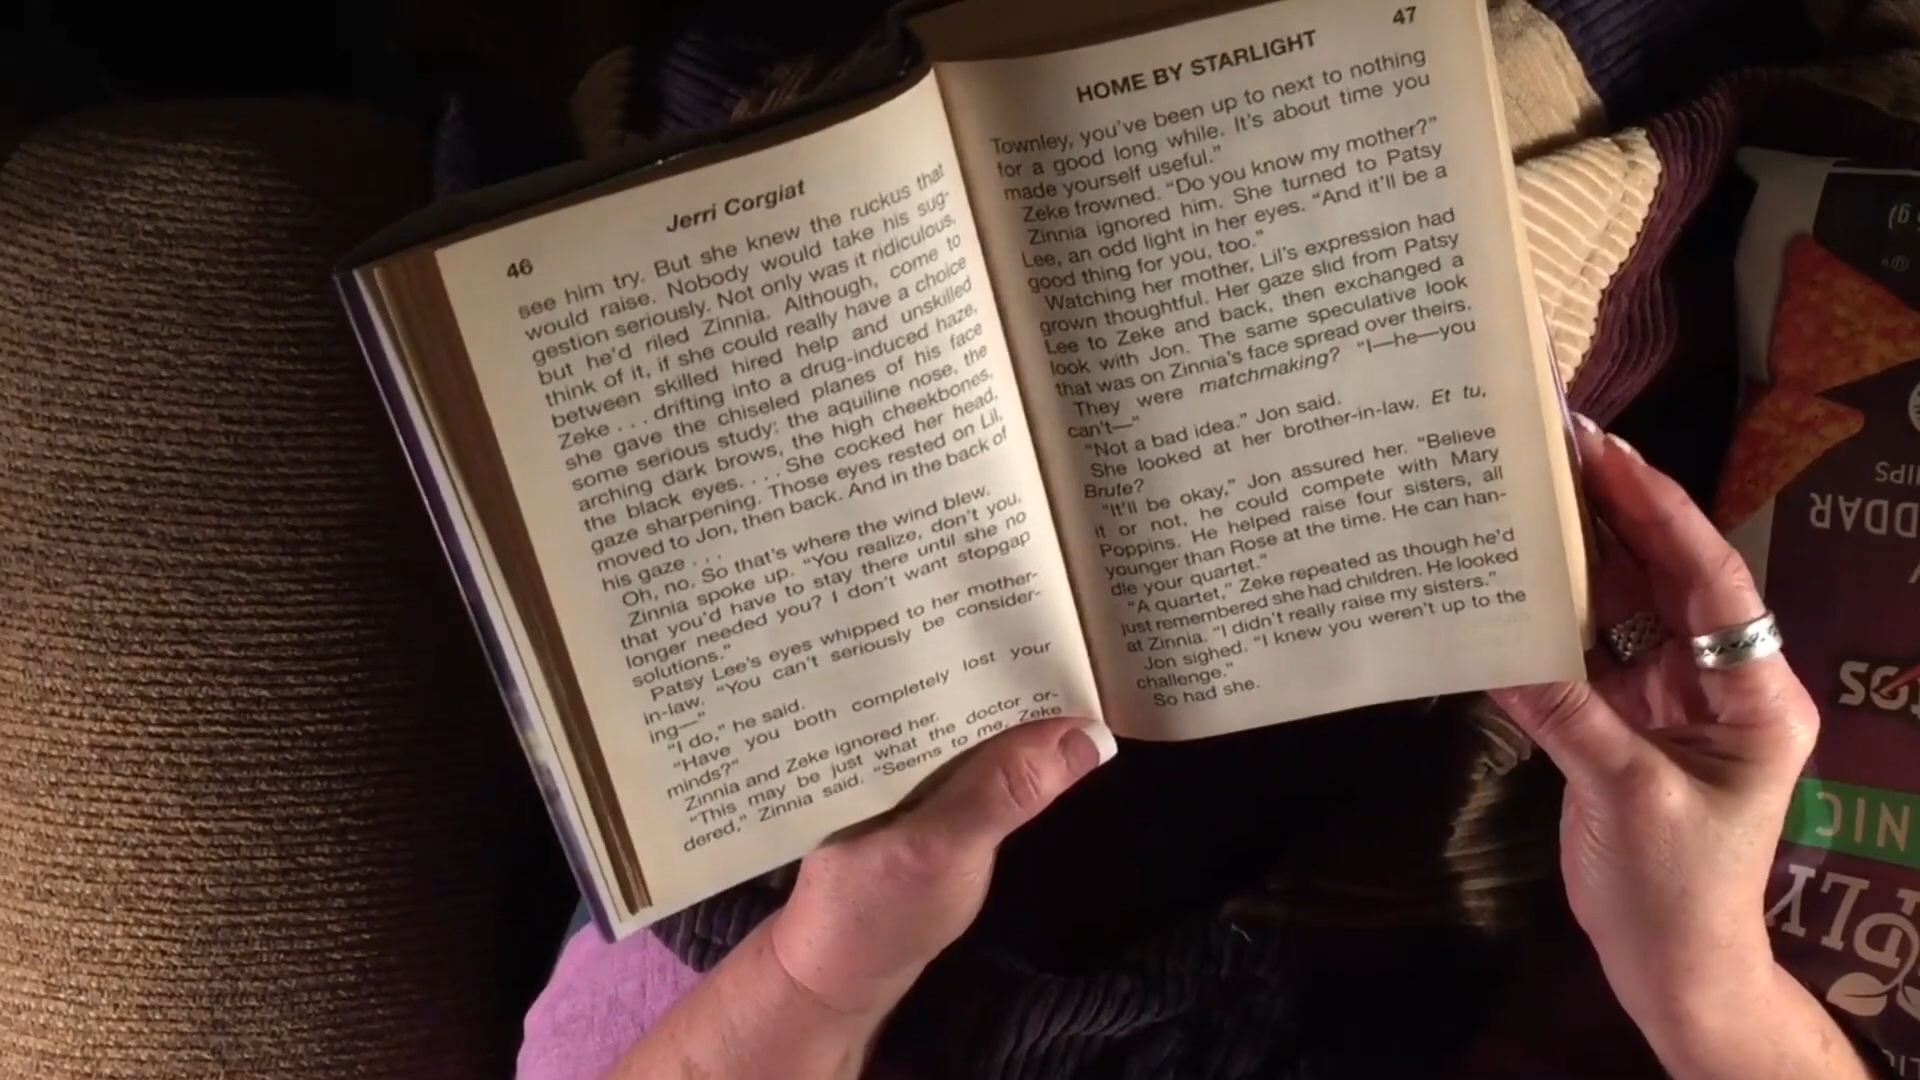 46
Jerri Corgiat
see him try. But she knew the ruckus that
would raise. Nobody would take his sug-
gestion seriously. Not only was it ridiculous,
but he'd riled Zinnia. Although, come to
think of it, if she could really have a choice
between skilled hired help and unskilled
Zeke . . . drifting into a drug-induced haze,
she gave the chiseled planes of his face
some serious study: the aquiline nose, the
arching dark brows, the high cheekbones,
the black eyes. . . . She cocked her head,
gaze sharpening. Those eyes rested on Lil,
moved to Jon, then back. And in the back of
his gaze . . .
Oh, no. So that's where the wind blew.
Zinnia spoke up. “You realize, don't you,
that you'd have to stay there until she no
longer needed you? I don't want stopgap
solutions.”
Patsy Lee's eyes whipped to her mother-
in-law. “You can't seriously be consider-
ing—”
“I do,” he said.
“Have you both completely lost your
minds?”
Zinnia and Zeke ignored her.
“This may be just what the doctor or-
dered,” Zinnia said. “Seems to me, Zeke
47
HOME BY STARLIGHT
Townley, you've been up to next to nothing
for a good long while. It's about time you
made yourself useful.”
Zeke frowned. “Do you know my mother?”
Zinnia ignored him. She turned to Patsy
Lee, an odd light in her eyes. “And it'll be a
good thing for you, too.”
Watching her mother, Lil's expression had
grown thoughtful. Her gaze slid from Patsy
Lee to Zeke and back, then exchanged a
look with Jon. The same speculative look
that was on Zinnia's face spread over theirs.
They were matchmaking? “I—he—you
can't—”
“Not a bad idea.” Jon said.
She looked at her brother-in-law. Et tu,
Brute?
“It'll be okay,” Jon assured her. “Believe
it or not, he could compete with Mary
Poppins. He helped raise four sisters, all
younger than Rose at the time. He can han-
dle your quartet.”
“A quartet,” Zeke repeated as though he'd
just remembered she had children. He looked
at Zinnia. “I didn't really raise my sisters.”
Jon sighed. “I knew you weren't up to the
challenge.”
So had she.